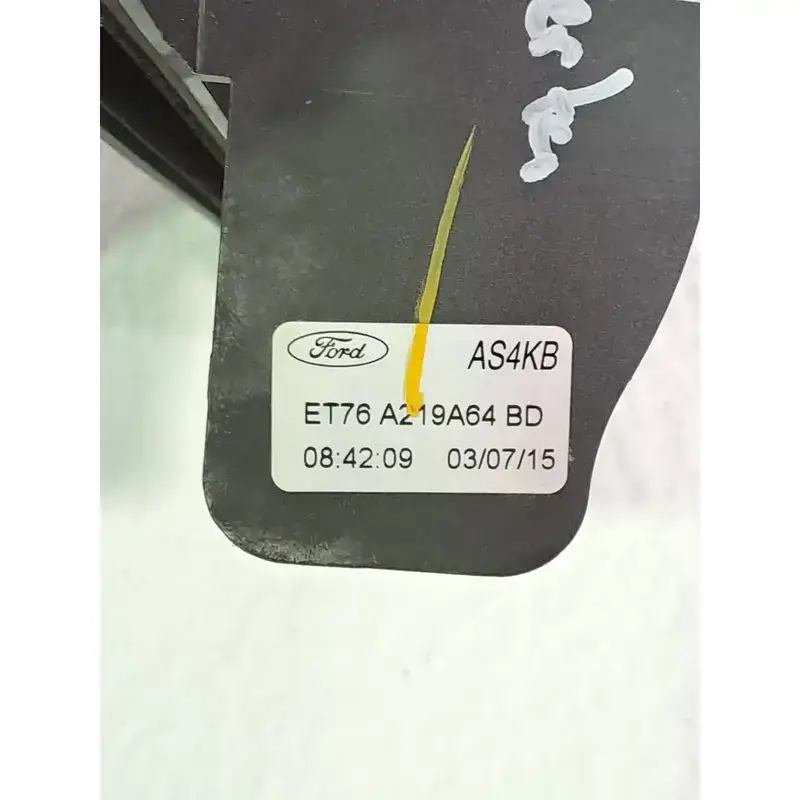 Ford AS4KB
ET76 A219A64 BD
08:42:09 03/07/15